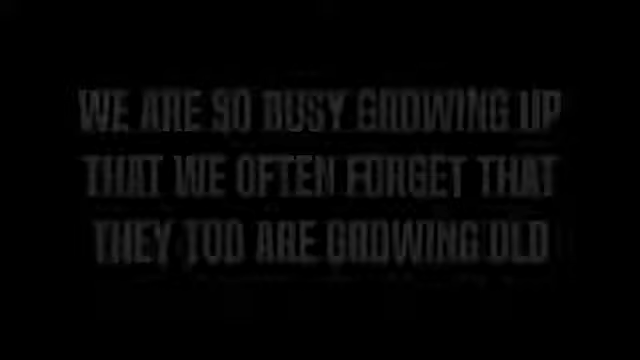 WE ARE SO BUSY GROWING UP
THAT WE OFTEN FORGET THAT
THEY TOO ARE GROWING OLD